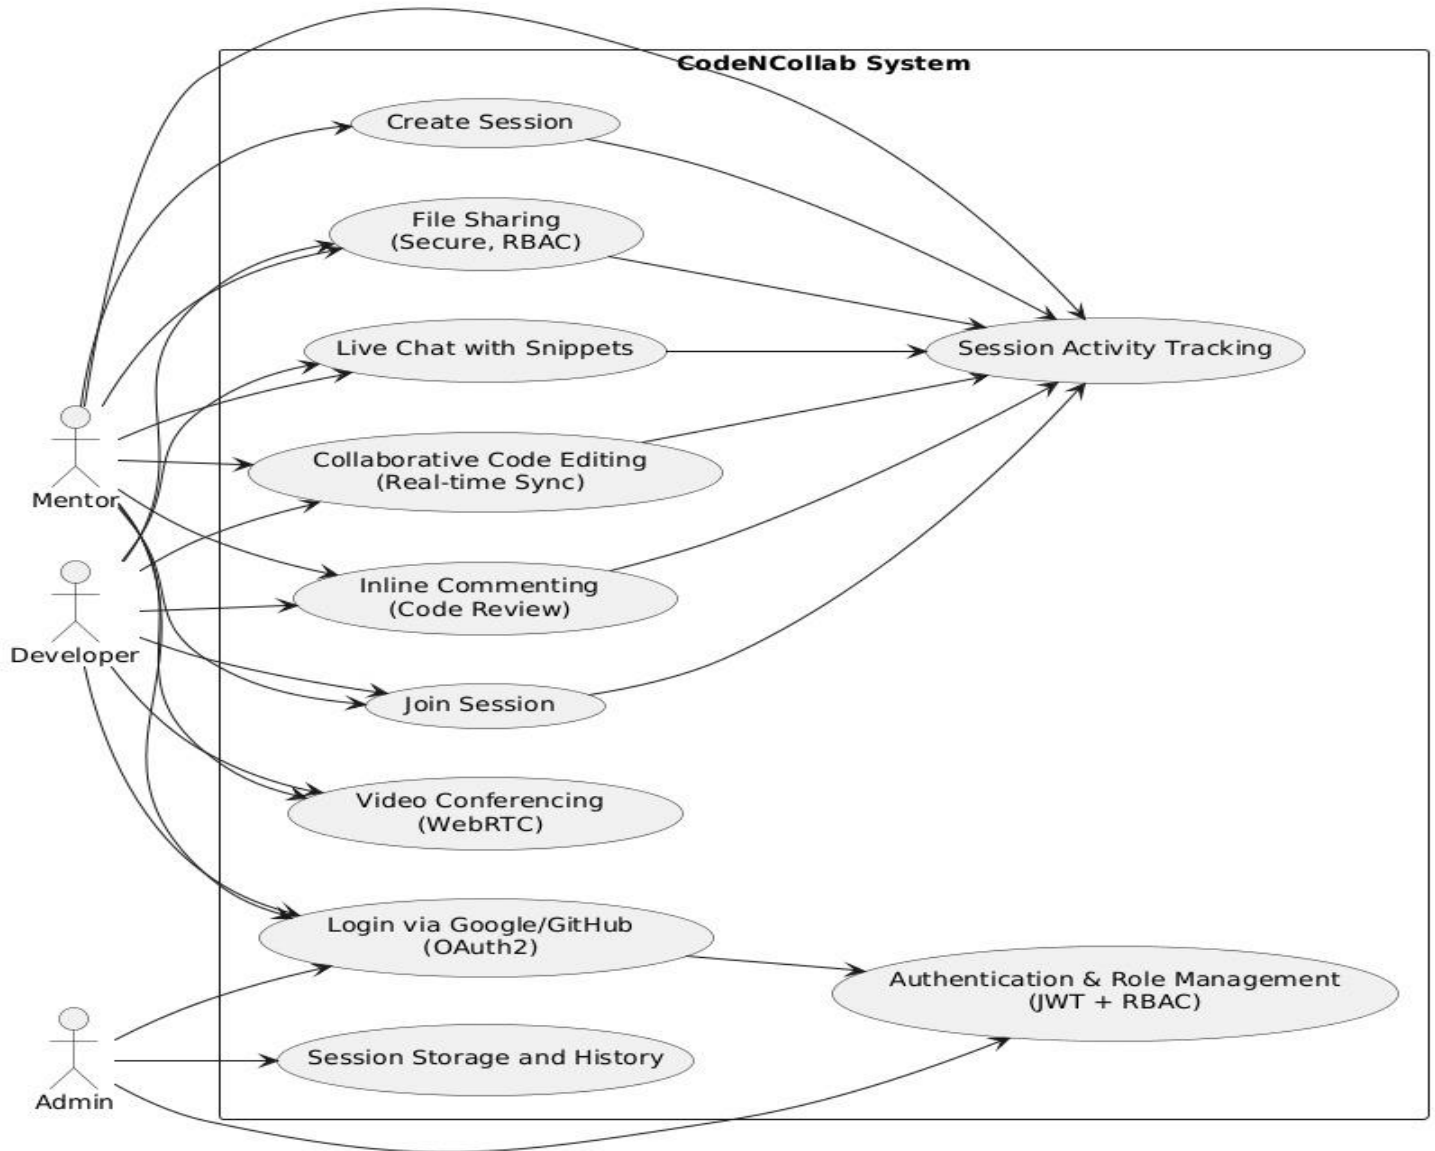 CodeNCollab System
Create Session
File Sharing
(Secure, RBAC)
Live Chat with Snippets
Session Activity Tracking
Collaborative Code Editing
(Real-time Sync)
Mentor
Inline Commenting
(Code Review)
Developer
Join Session
Video Conferencing
(WebRTC)
Login via Google/GitHub
(OAuth2)
Authentication & Role Management
(JWT + RBAC)
Session Storage and History
Admin